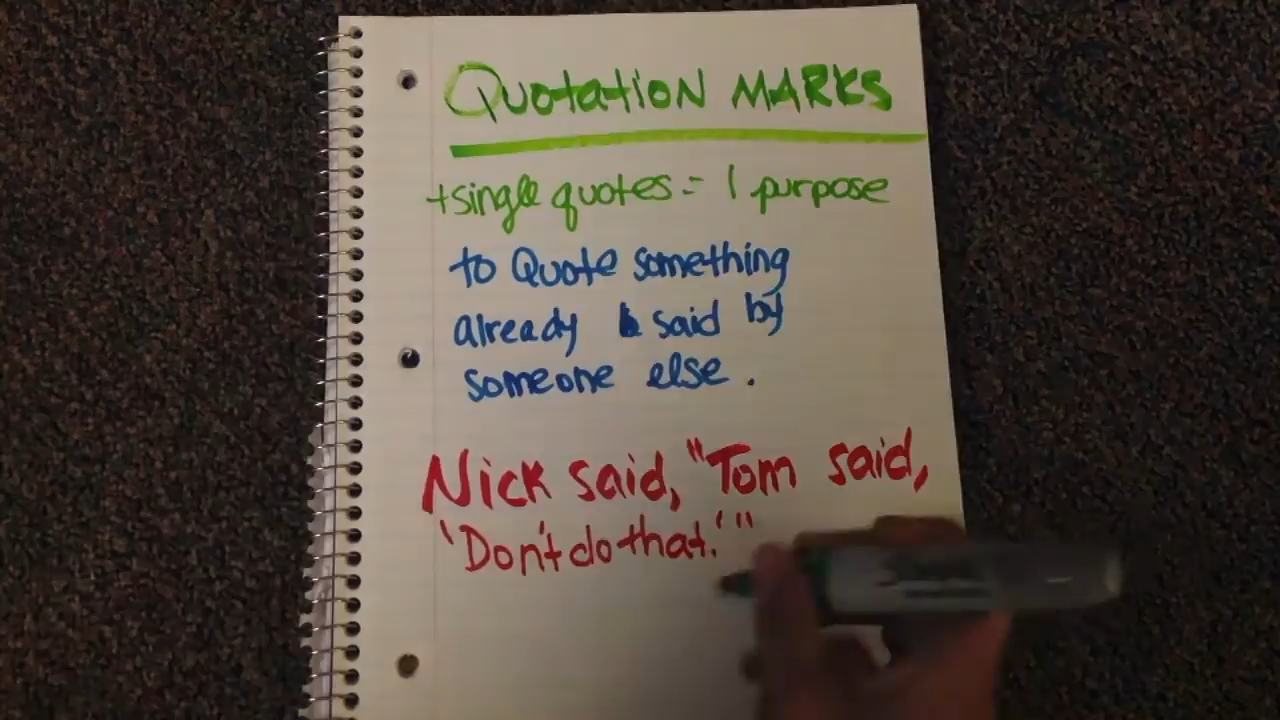 QUOTATION MARKS
+single quotes = 1 purpose
to Quote something
already said by
someone else.
Nick said, "Tom said,
'Don't do that.'"